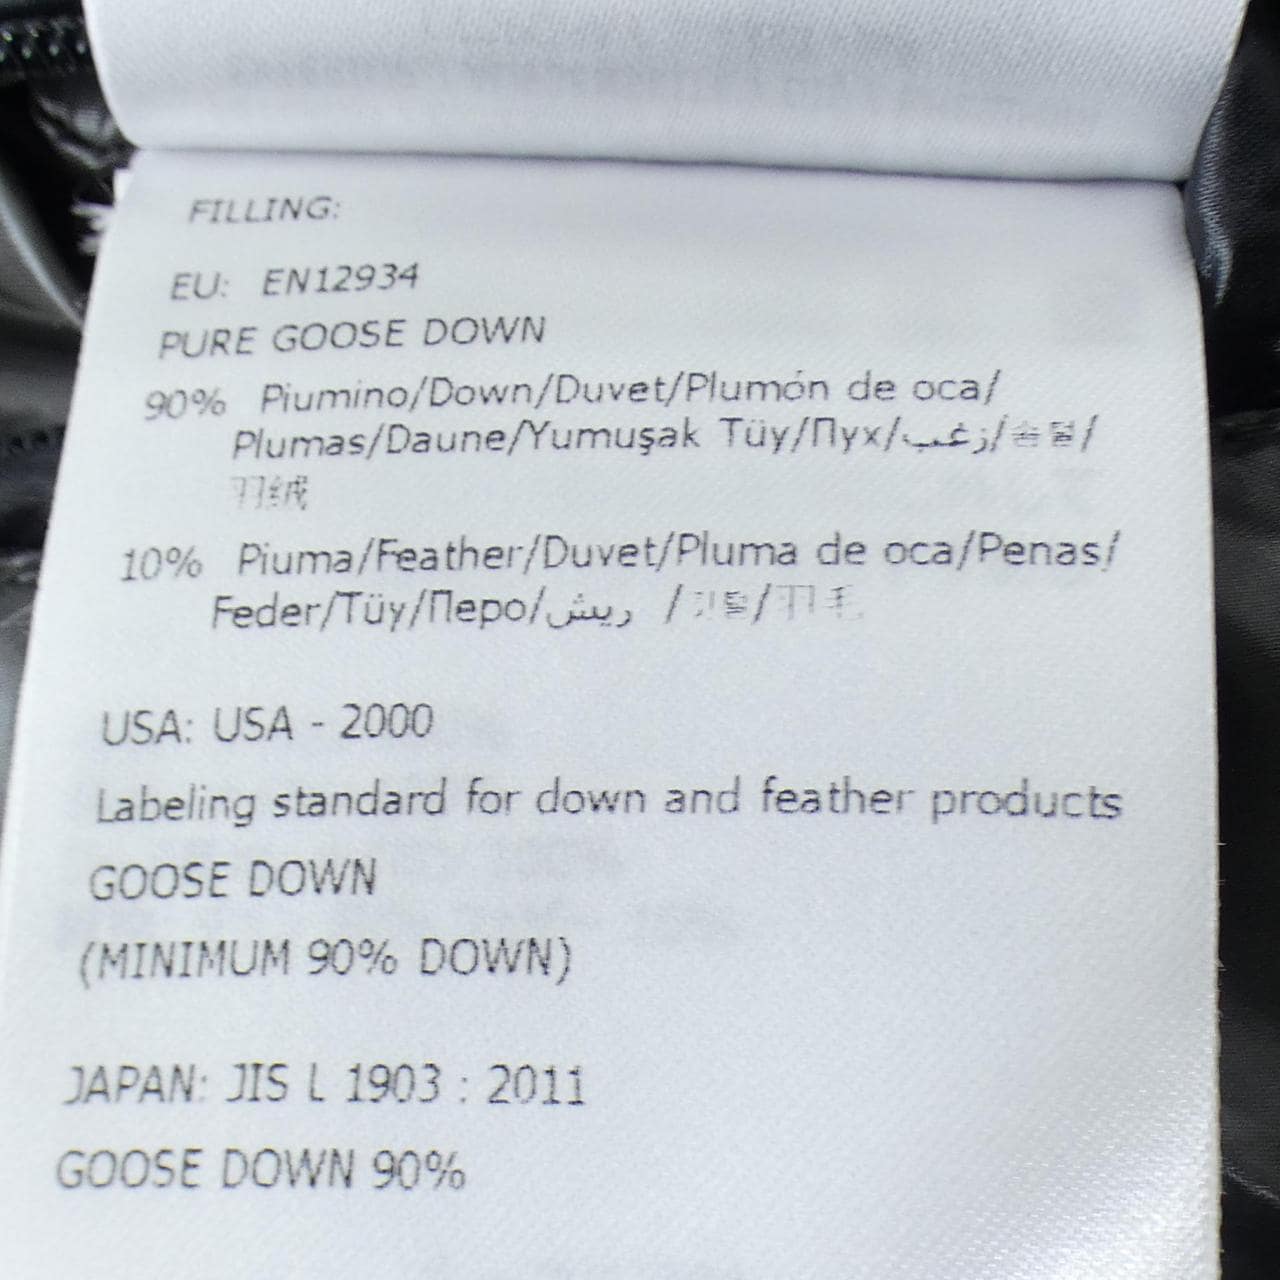 FILLING:
EU: EN12934
PURE GOOSE DOWN
90% Piumino/Down/Duvet/Plumón de oca/
Plumas/Daune/Yumuşak Tüy/Пух/زغب/솜털/
羽绒
10% Piuma/Feather/Duvet/Pluma de oca/Penas/
Feder/Tüy/Перо/ريش /깃털/羽毛
USA: USA - 2000
Labeling standard for down and feather products
GOOSE DOWN
(MINIMUM 90% DOWN)
JAPAN: JIS L 1903 : 2011
GOOSE DOWN 90%